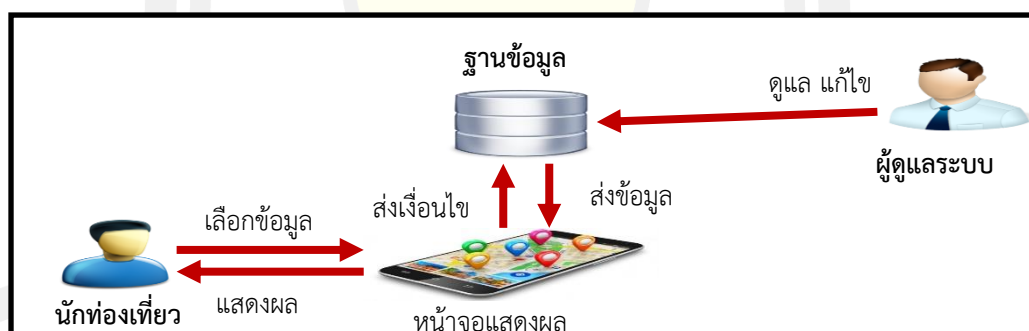 ฐานข้อมูล
ดูแล แก้ไข
ผู้ดูแลระบบ
ส่งเงื่อนไข
ส่งข้อมูล
เลือกข้อมูล
แสดงผล
นักท่องเที่ยว
หน้าจอแสดงผล